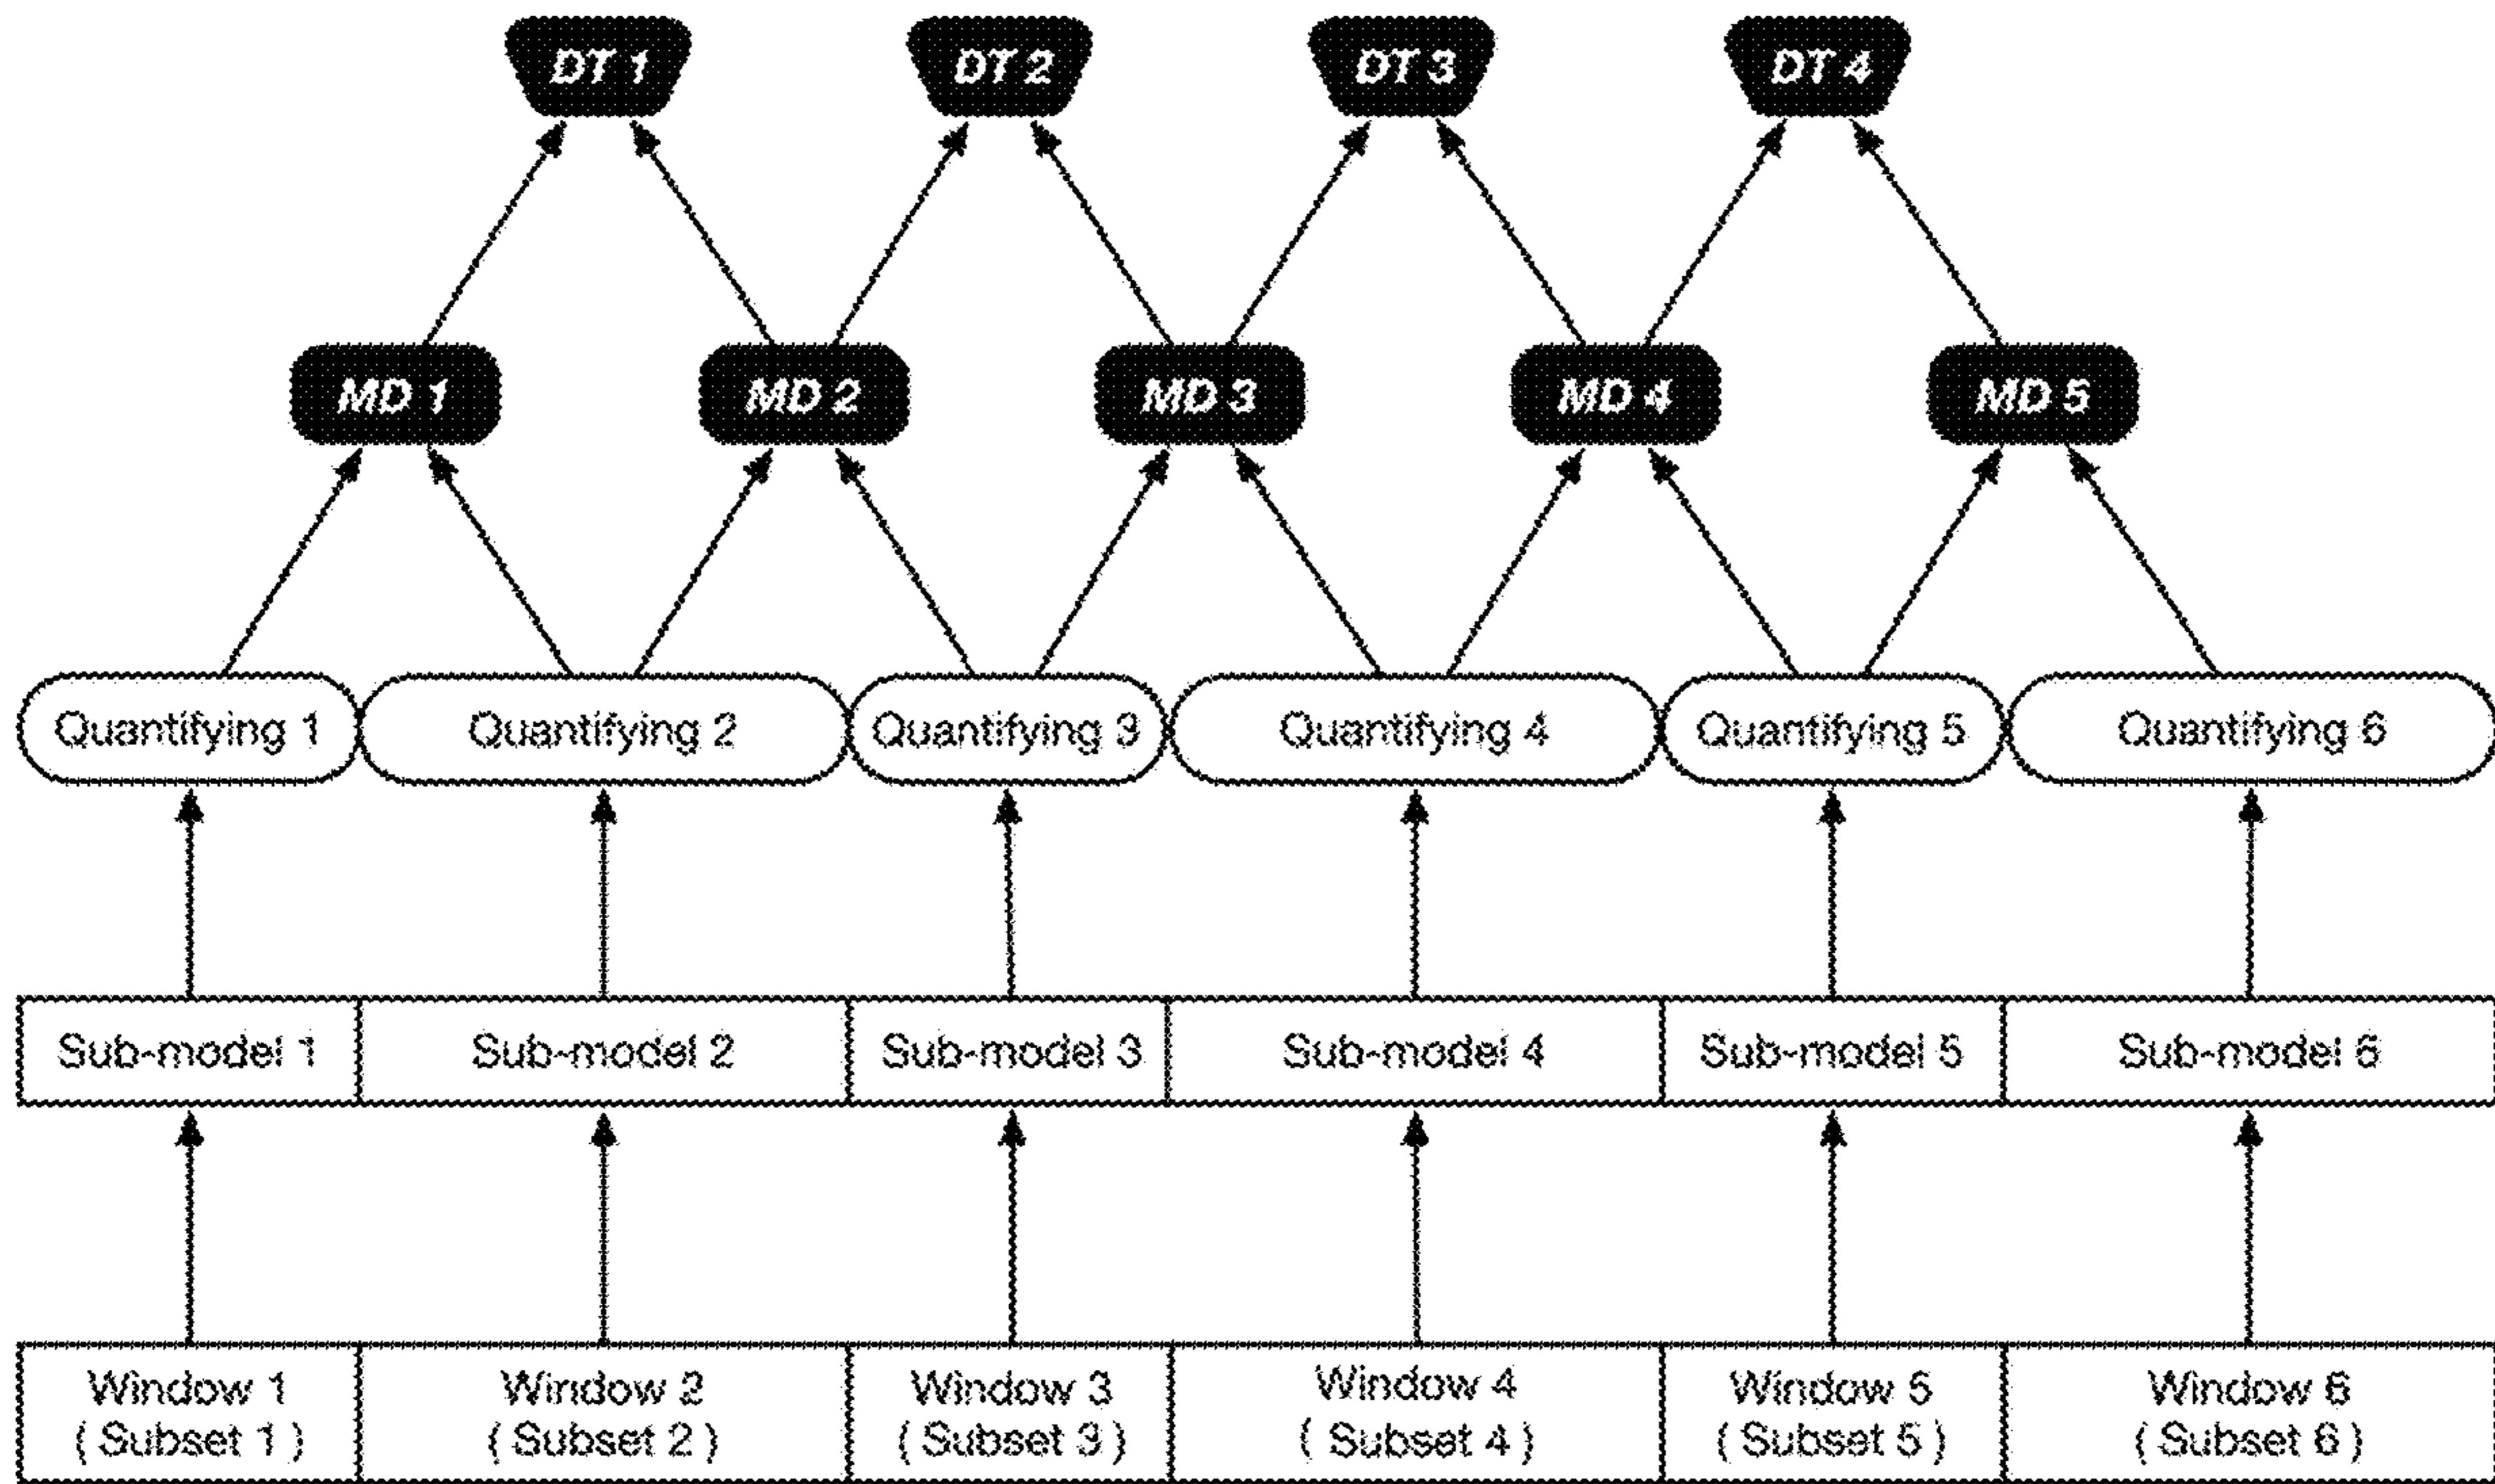 DT 1
DT 2
DT 3
DT 4
MD 1
MD 2
MD 3
MD 4
MD 5
Quantifying 1
Quantifying 2
Quantifying 3
Quantifying 4
Quantifying 5
Quantifying 6
Sub-model 1
Sub-model 2
Sub-model 3
Sub-model 4
Sub-model 5
Sub-model 6
Window 1
( Subset 1 )
Window 2
( Subset 2 )
Window 3
( Subset 3 )
Window 4
( Subset 4 )
Window 5
( Subset 5 )
Window 6
( Subset 6 )